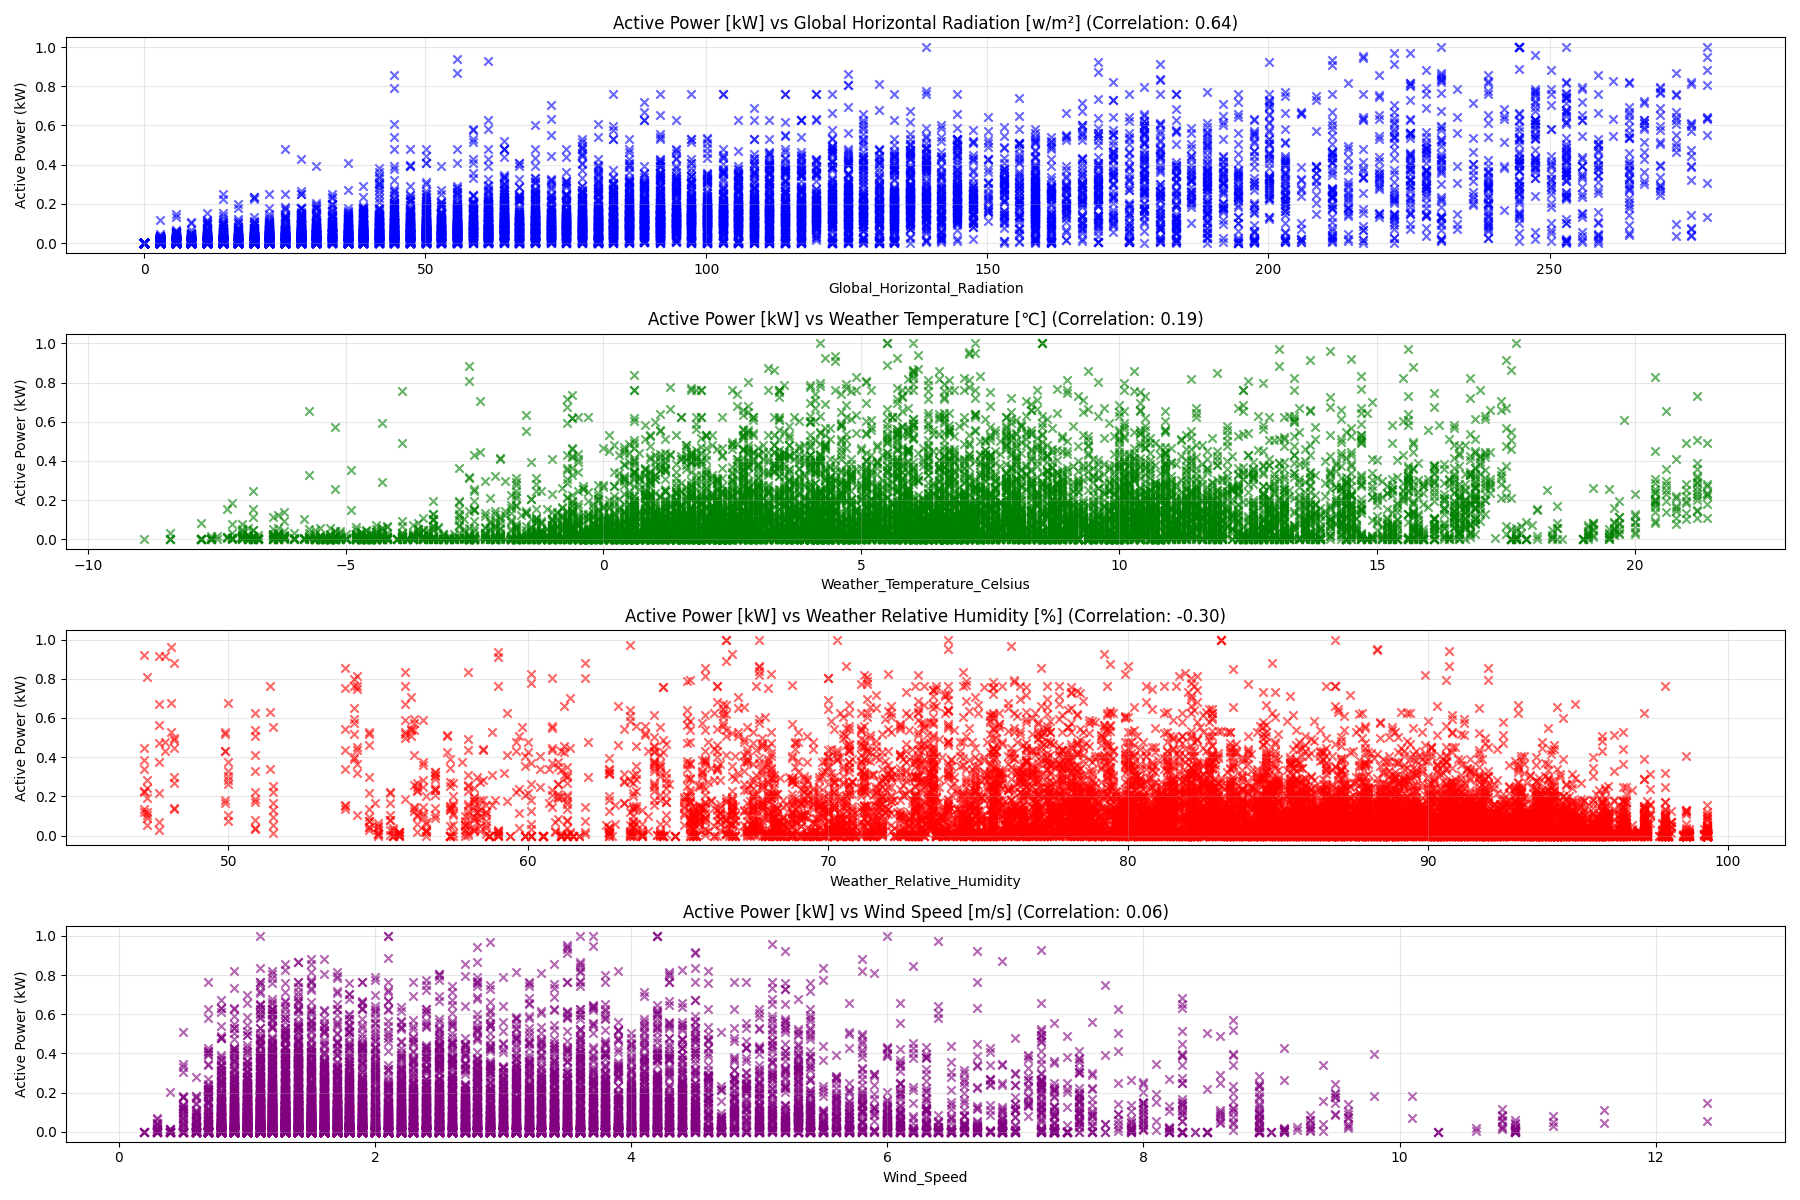 Active Power [kW] vs Global Horizontal Radiation [w/m²] (Correlation: 0.64)
Active Power (kW)
1.0
0.8
0.6
0.4
0.2
0.0
0 50 100 150 200 250
Global_Horizontal_Radiation
Active Power [kW] vs Weather Temperature [℃] (Correlation: 0.19)
Active Power (kW)
1.0
0.8
0.6
0.4
0.2
0.0
−10 −5 0 5 10 15 20
Weather_Temperature_Celsius
Active Power [kW] vs Weather Relative Humidity [%] (Correlation: -0.30)
Active Power (kW)
1.0
0.8
0.6
0.4
0.2
0.0
50 60 70 80 90 100
Weather_Relative_Humidity
Active Power [kW] vs Wind Speed [m/s] (Correlation: 0.06)
Active Power (kW)
1.0
0.8
0.6
0.4
0.2
0.0
0 2 4 6 8 10 12
Wind_Speed